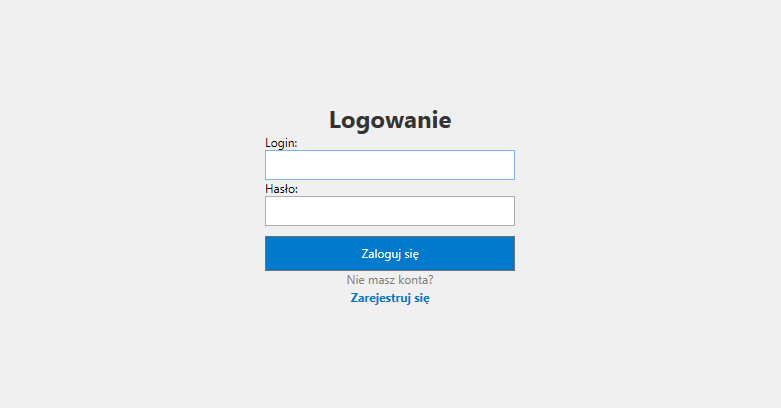 Logowanie
Login:
Hasło:
Zaloguj się
Nie masz konta?
Zarejestruj się